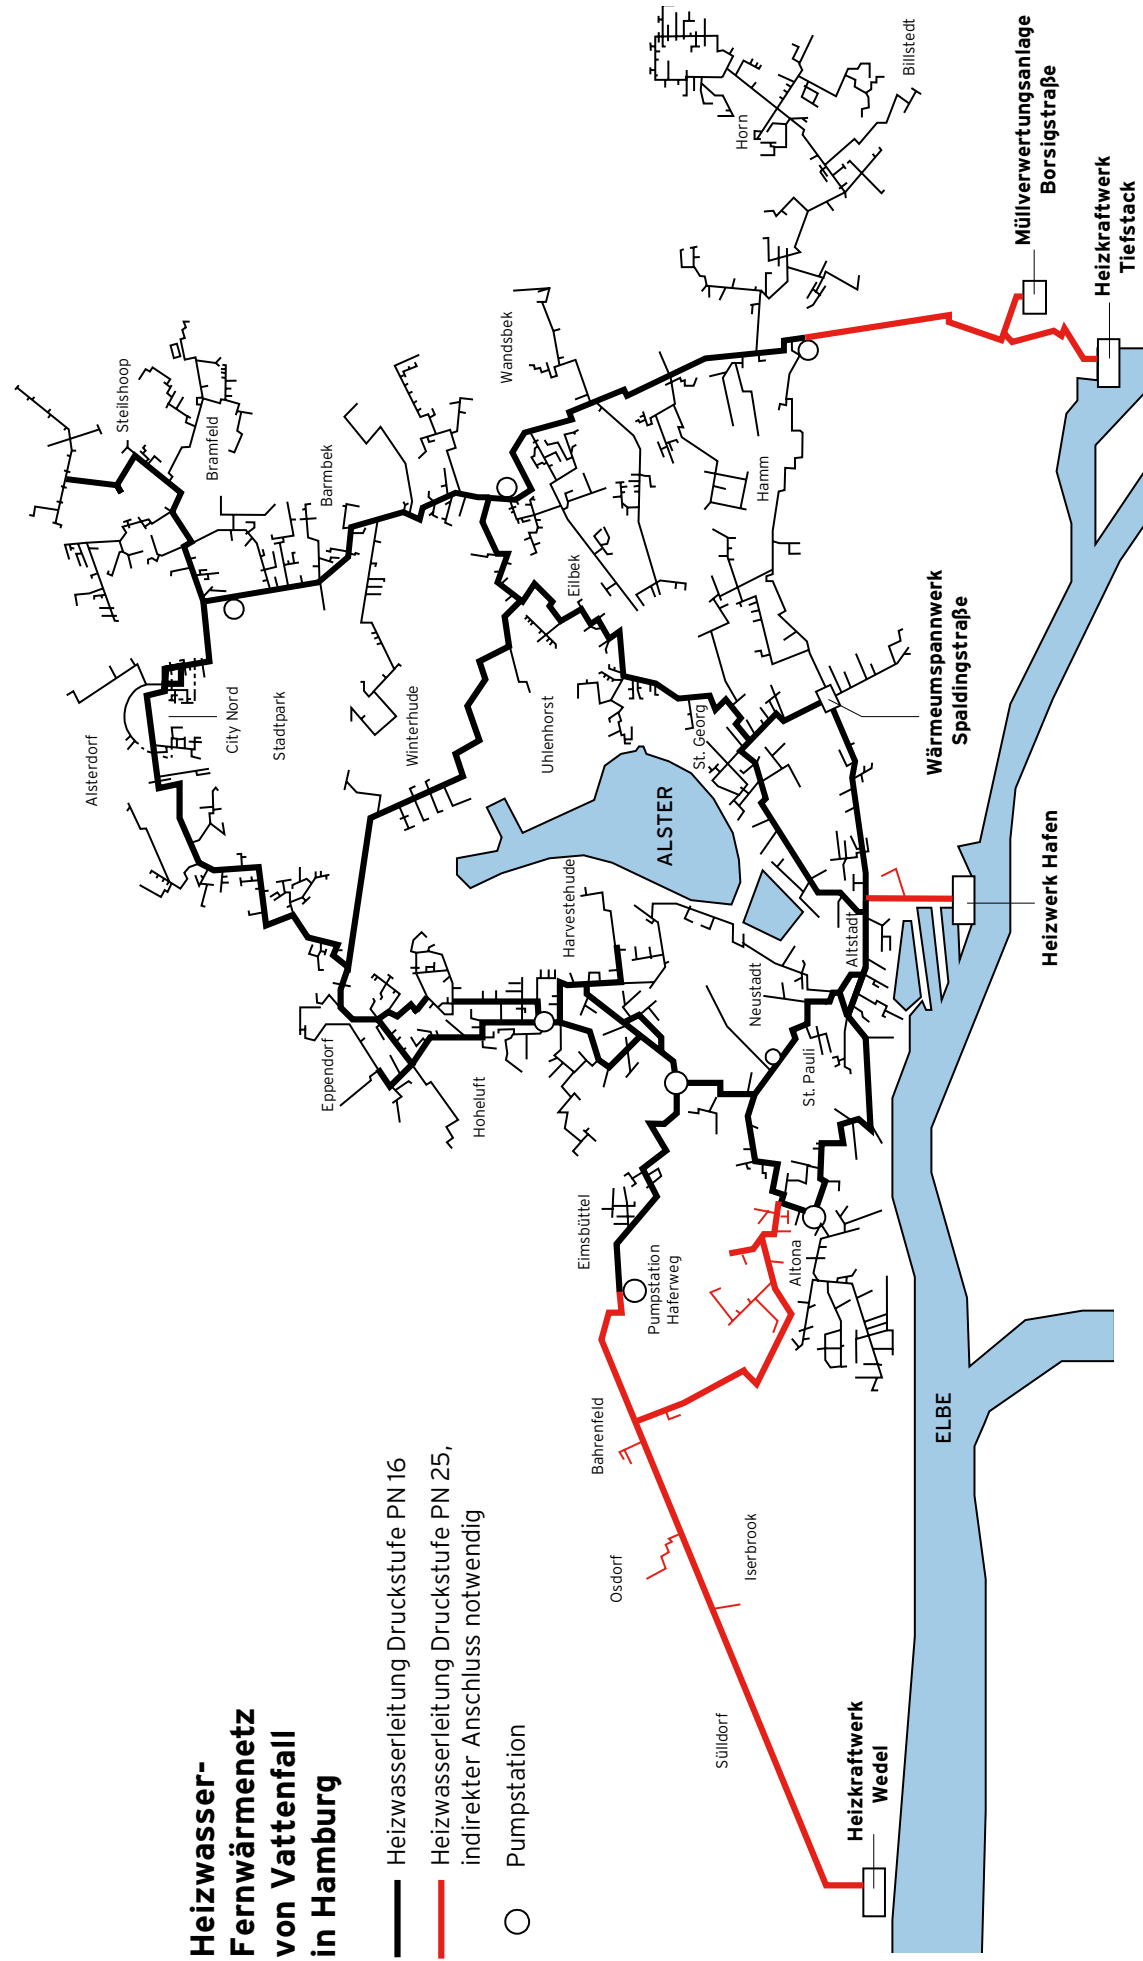 Heizwasser-
Fernwärmenetz
von Vattenfall
in Hamburg
Heizwasserleitung Druckstufe PN 16
Heizwasserleitung Druckstufe PN 25,
indirekter Anschluss notwendig
Pumpstation
Steilshoop
Bramfeld
Alsterdorf
City Nord
Stadtpark
Barmbek
Winterhude
Wandsbek
Eppendorf
Hoheluft
Uhlenhorst
Eilbek
Harvestehude
Eimsbüttel
Pumpstation
Haferweg
Bahrenfeld
Osdorf
Iserbrook
Sülldorf
ALSTER
St. Georg
Horn
Billstedt
Hamm
Neustadt
St. Pauli
Altona
Altstadt
Heizkraftwerk
Wedel
ELBE
Heizwerk Hafen
Wärmeumspannwerk
Spaldingstraße
Müllverwertungsanlage
Borsigstraße
Heizkraftwerk
Tiefstack